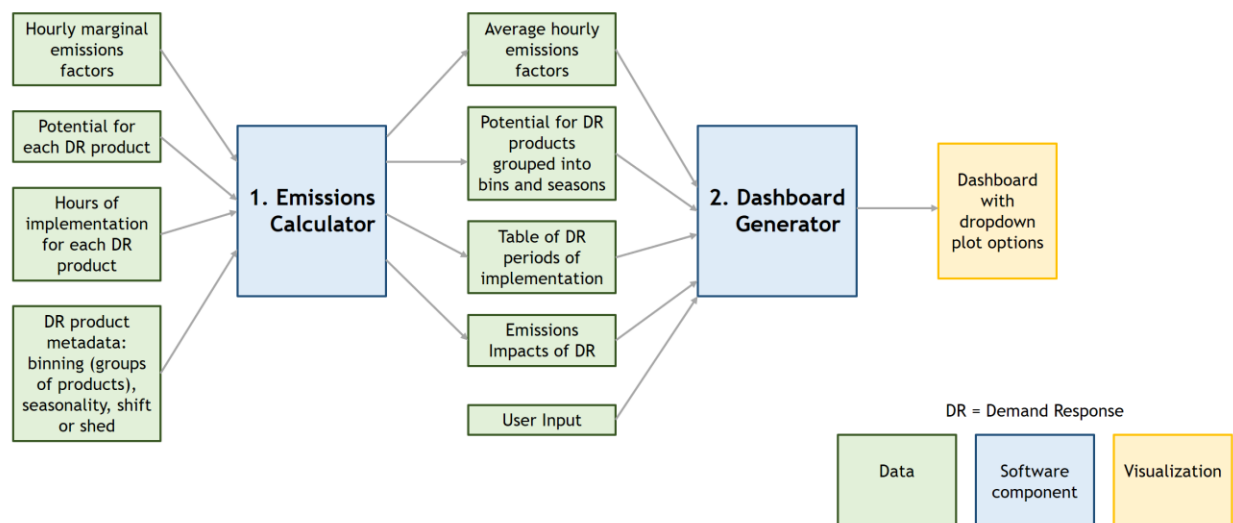 Hourly marginal
emissions
factors
Potential for
each DR product
Hours of
implementation
for each DR
product
DR product
metadata:
binning (groups
of products),
seasonality, shift
or shed
1. Emissions
Calculator
Average hourly
emissions
factors
Potential for DR
products
grouped into
bins and seasons
Table of DR
periods of
implementation
Emissions
Impacts of DR
User Input
2. Dashboard
Generator
Dashboard
with
dropdown
plot options
DR = Demand Response
Data
Software
component
Visualization